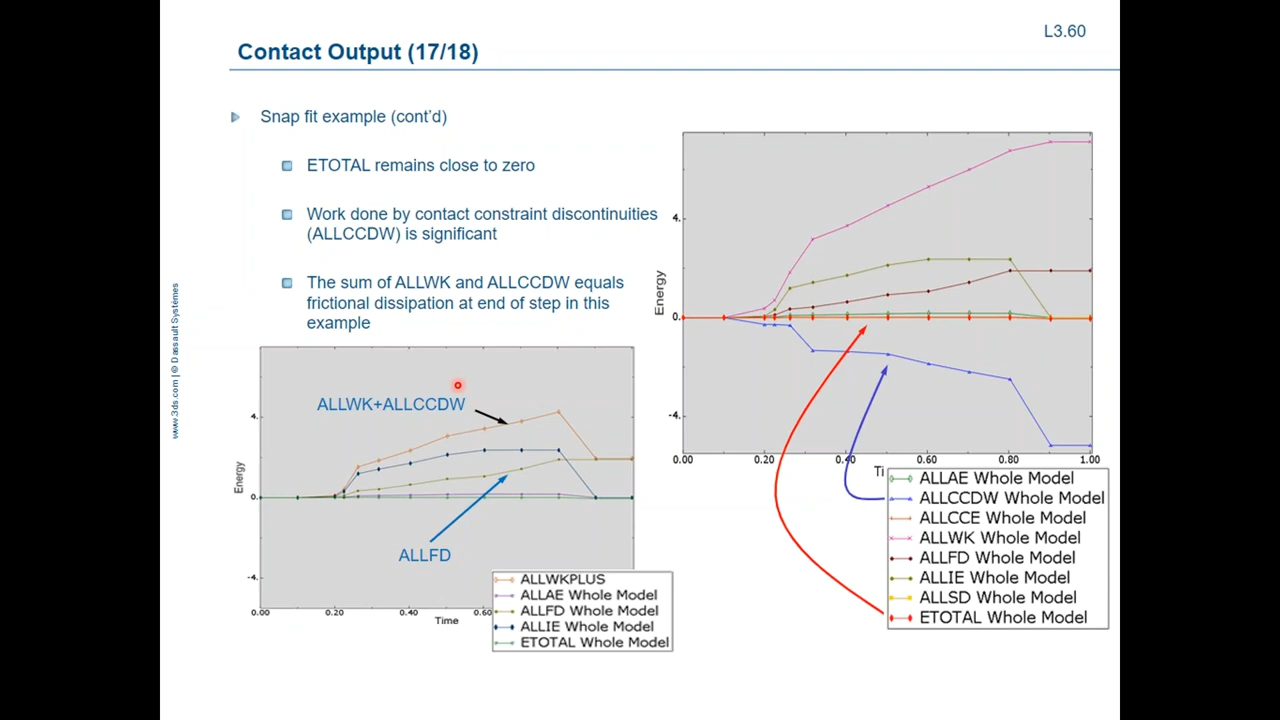 L3.60
Contact Output (17/18)
Snap fit example (cont'd)
ETOTAL remains close to zero
Work done by contact constraint discontinuities
(ALLCCDW) is significant
The sum of ALLWK and ALLCCDW equals
frictional dissipation at end of step in this
example
www.3ds.com | © Dassault Systèmes
ALLWK+ALLCCDW
ALLFD
4.
0.
-4.
Energy
0.00
0.20
0.40
0.60
Time
ALLWKPLUS
ALLAE Whole Model
ALLFD Whole Model
ALLIE Whole Model
ETOTAL Whole Model
4.
0.
-4.
Energy
0.00
0.20
0.40
0.60
0.80
1.00
Ti
ALLAE Whole Model
ALLCCDW Whole Model
ALLCCE Whole Model
ALLWK Whole Model
ALLFD Whole Model
ALLIE Whole Model
ALLSD Whole Model
ETOTAL Whole Model